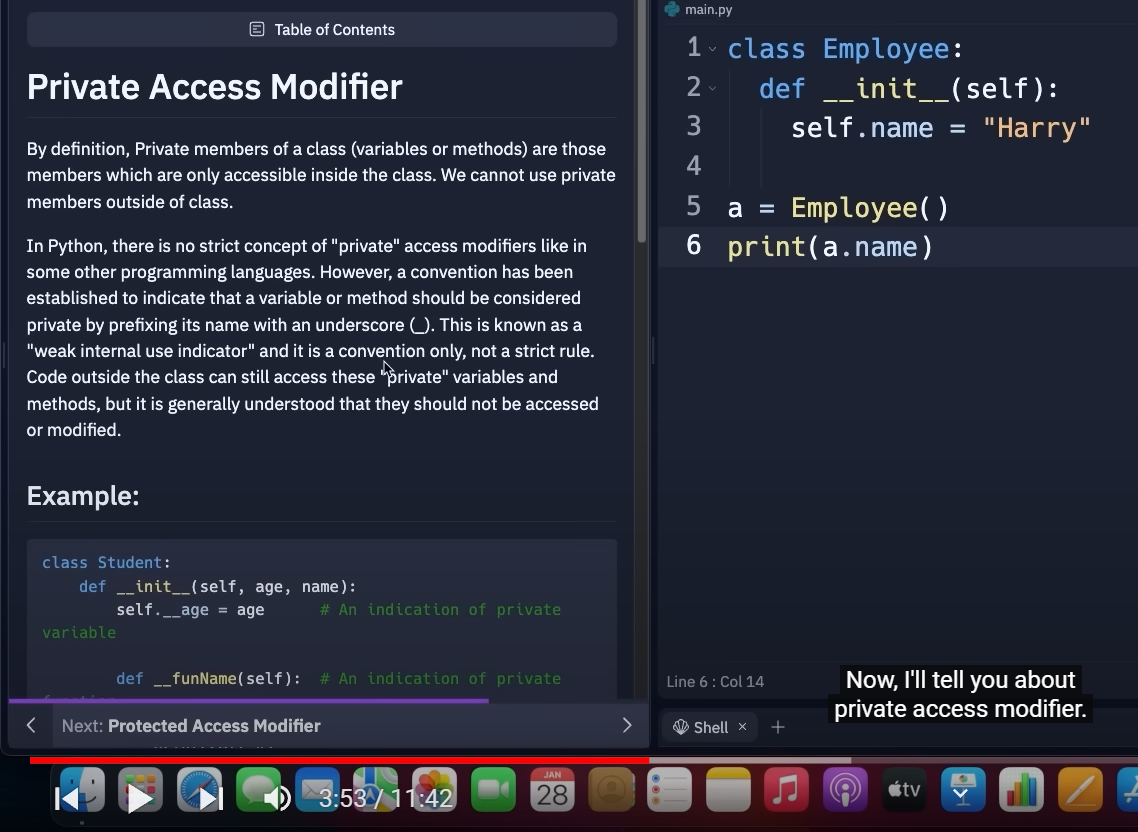 Table of Contents
Private Access Modifier
By definition, Private members of a class (variables or methods) are those
members which are only accessible inside the class. We cannot use private
members outside of class.
In Python, there is no strict concept of "private" access modifiers like in
some other programming languages. However, a convention has been
established to indicate that a variable or method should be considered
private by prefixing its name with an underscore (_). This is known as a
"weak internal use indicator" and it is a convention only, not a strict rule.
Code outside the class can still access these "private" variables and
methods, but it is generally understood that they should not be accessed
or modified.
Example:
class Student:
    def __init__(self, age, name):
        self.__age = age      # An indication of private
variable
        def __funName(self):  # An indication of private
function
Next: Protected Access Modifier
main.py
1 class Employee:
2   def __init__(self):
3     self.name = "Harry"
4
5 a = Employee()
6 print(a.name)
Line 6 : Col 14
Shell × +
Now, I'll tell you about
private access modifier.
3:53 / 11:42
JAN
28
tv